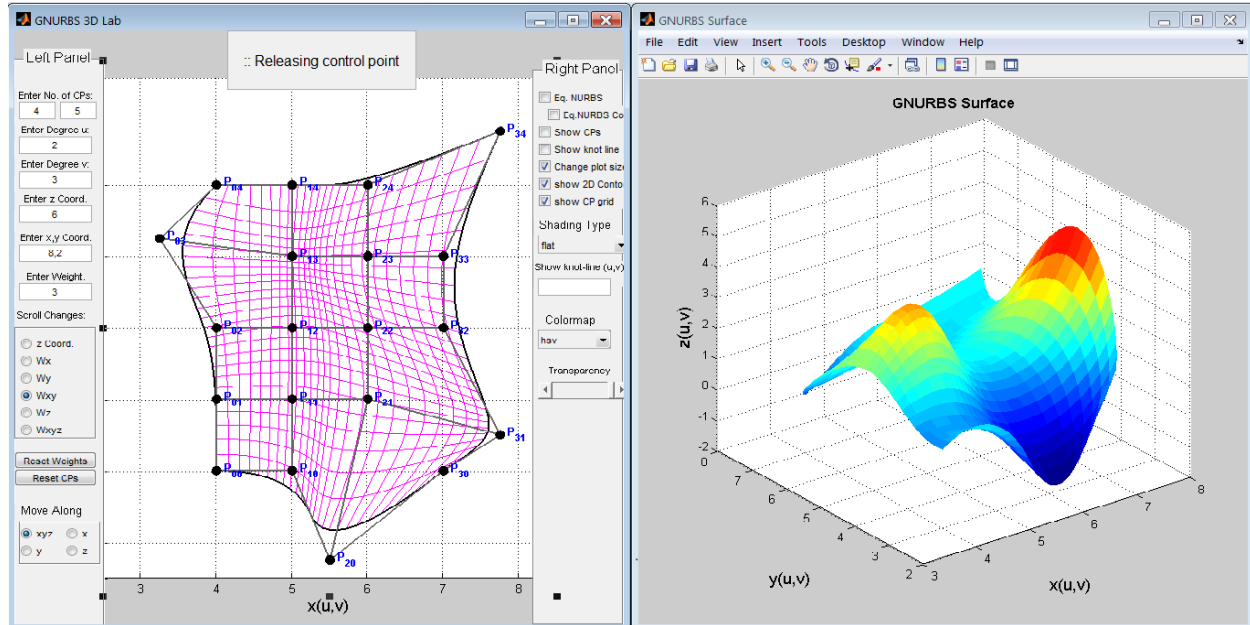 GNURBS 3D Lab
Left Panel
:: Releasing control point
Right Panel
Enter No. of CPs:
4 5
Enter Degree u:
2
Enter Degree v:
3
Enter z Coord.
6
Enter x,y Coord.
8,2
Enter Weight.
3
Scroll Changes:
z Coord.
Wx
Wy
Wxy
Wz
Wxyz
Reset Weights
Reset CPs
Move Along
xyz x
y z
P34
P04 P14 P24
P03 P13 P23 P33
P02 P12 P22 P32
P01 P11 P21 P31
P00 P10 P30
P20
3 4 5 6 7 8
x(u,v)
Eq. NURBS
Eq.NURBS Co
Show CPs
Show knot line
Change plot size
show 2D Conto
show CP grid
Shading Type
flat
Show knot-line (u,v)
Colormap
hsv
Transparency
GNURBS Surface
File Edit View Insert Tools Desktop Window Help
GNURBS Surface
6
5
4
3
2
1
0
-1
-2
z(u,v)
0 7 6 5 4 3 2
y(u,v)
3 4 5 6 7 8
x(u,v)